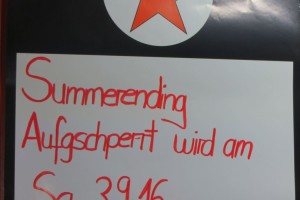 Summerending
Aufgschperrt wird am
Sa 3.9.16